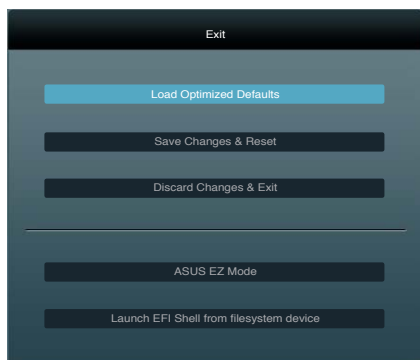 Exit
Load Optimized Defaults
Save Changes & Reset
Discard Changes & Exit
ASUS EZ Mode
Launch EFI Shell from filesystem device